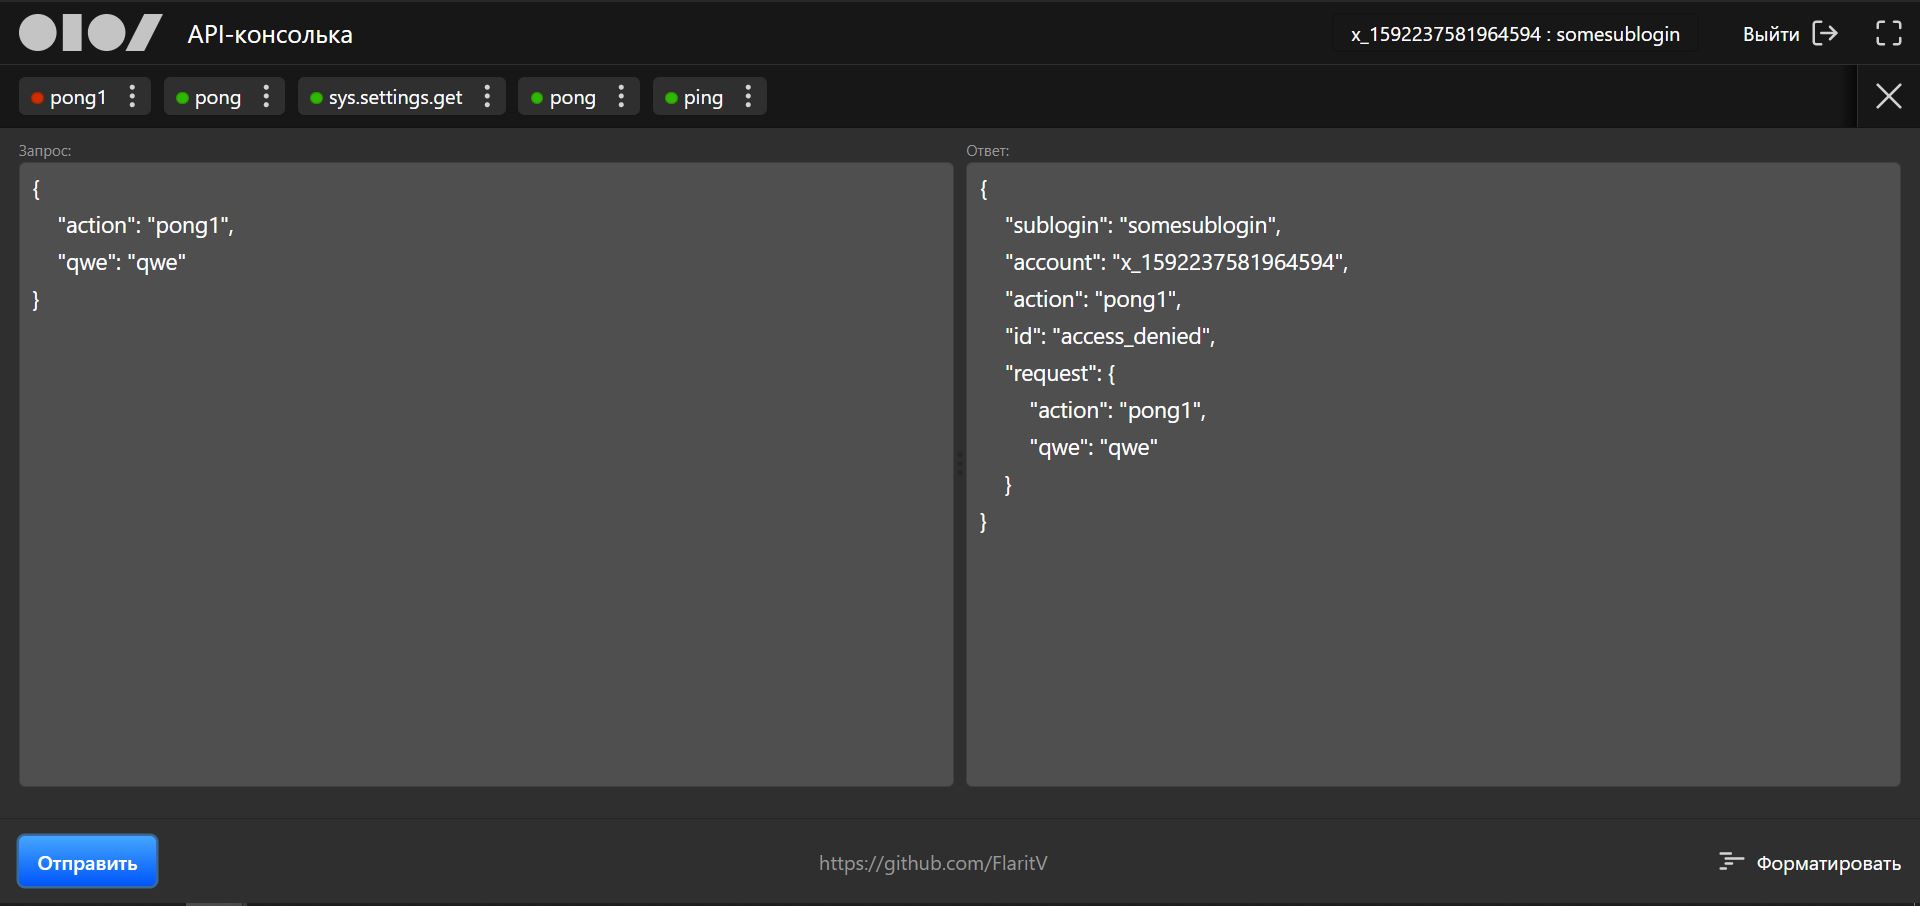 API-консолька
x_1592237581964594 : somesublogin
Выйти
pong1
pong
sys.settings.get
pong
ping
Запрос:
{
"action": "pong1",
"qwe": "qwe"
}
Ответ:
{
"sublogin": "somesublogin",
"account": "x_1592237581964594",
"action": "pong1",
"id": "access_denied",
"request": {
"action": "pong1",
"qwe": "qwe"
}
}
Отправить
https://github.com/FlaritV
Форматировать